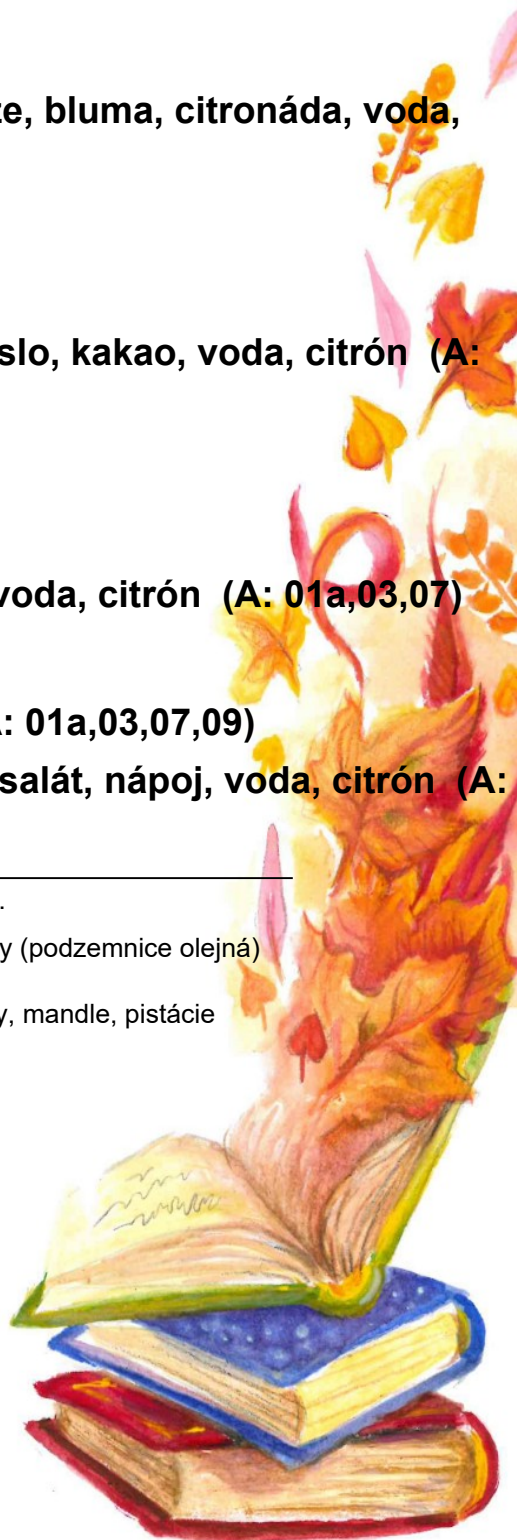 ze, bluma, citronáda, voda,
slo, kakao, voda, citrón (A:
voda, citrón (A: 01a,03,07)
: 01a,03,07,09)
salát, nápoj, voda, citrón (A:
.
y (podzemnice olejná)
y, mandle, pistácie